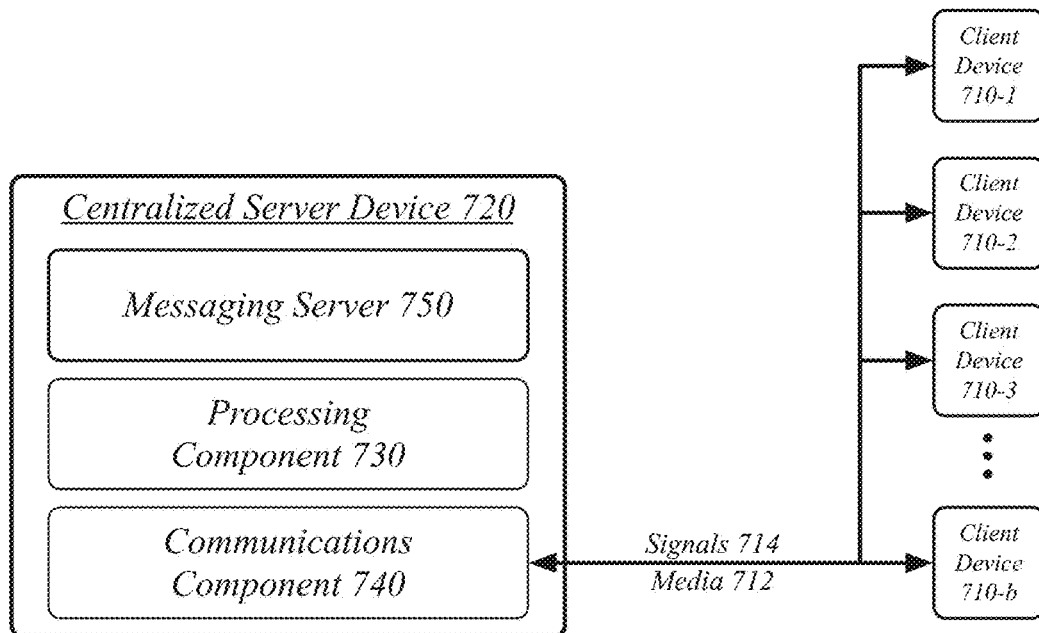 Centralized Server Device 720
Messaging Server 750
Processing
Component 730
Communications
Component 740
Signals 714
Media 712
Client
Device
710-1
Client
Device
710-2
Client
Device
710-3
Client
Device
710-b